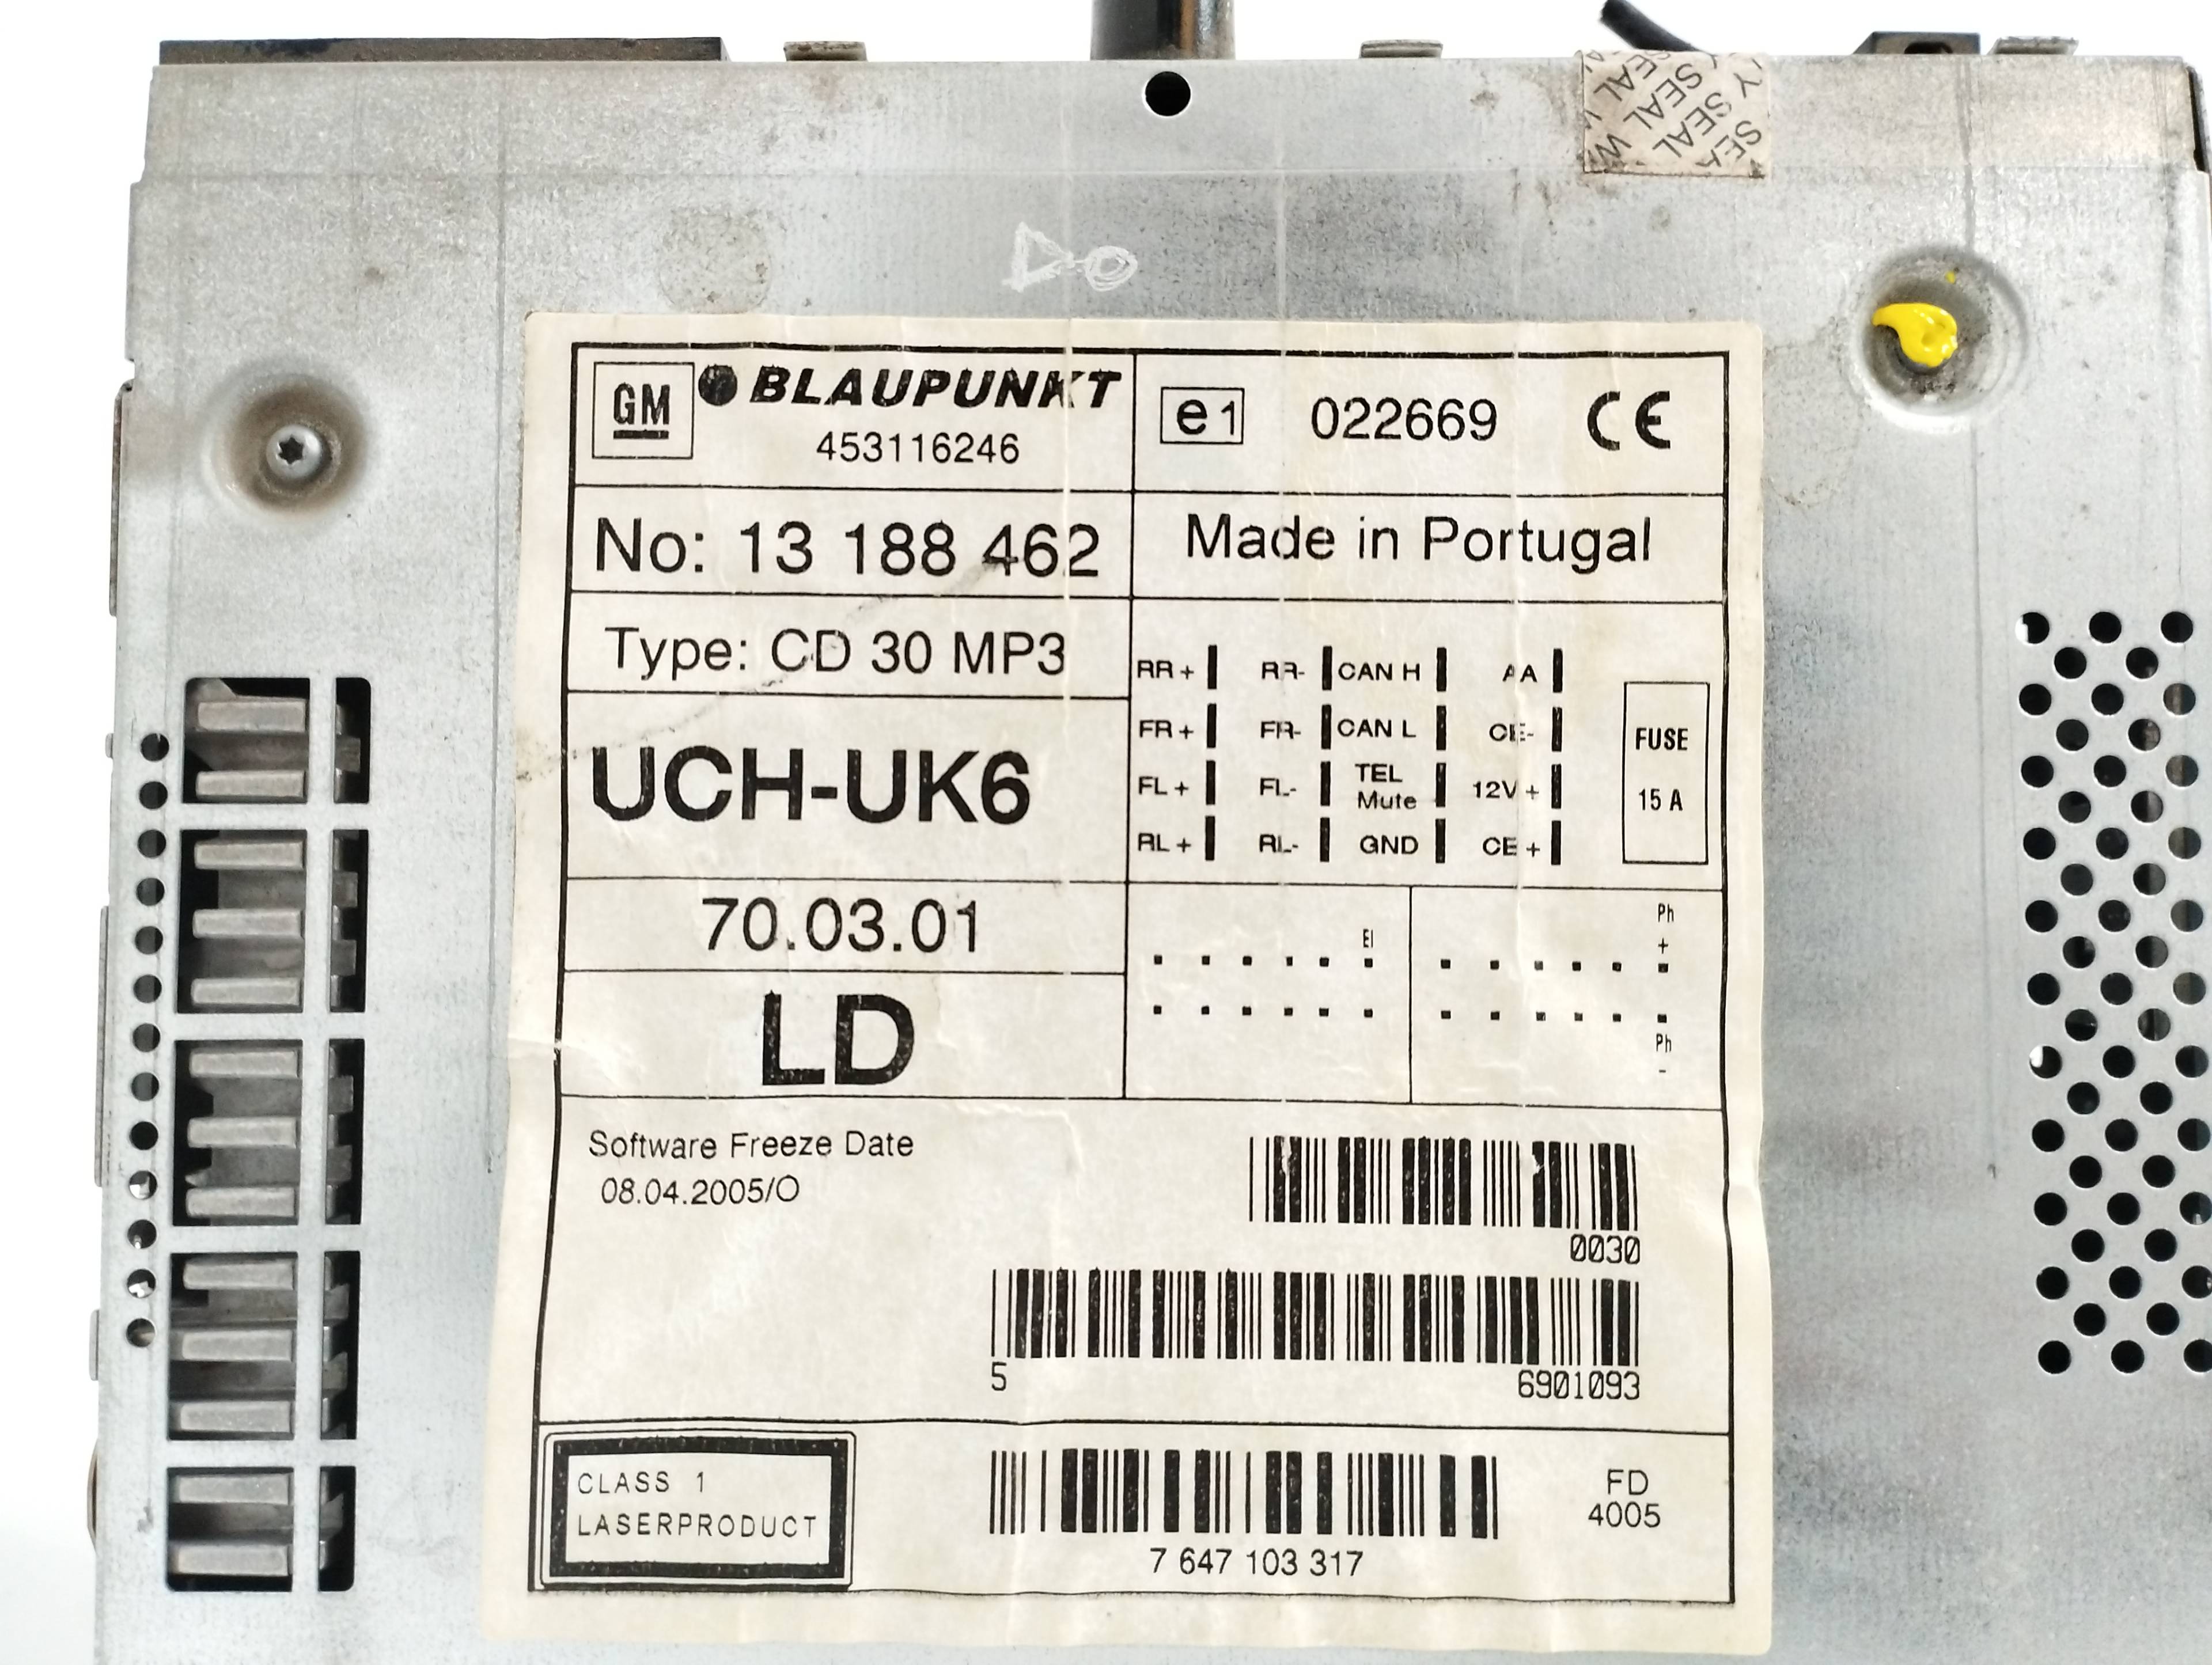 Y SEAL
SEAL
SEAL W
SEAL
GM
BLAUPUNKT
453116246
e1 022669 CE
No: 13 188 462
Made in Portugal
Type: CD 30 MP3
UCH-UK6
70.03.01
LD
RR + RR- CAN H AA
FR + FR- CAN L CE-
FL + FL- TEL Mute 12V +
RL + RL- GND CE +
FUSE
15 A
EI
Ph
+
Ph
-
Software Freeze Date
08.04.2005/O
0030
5 6901093
CLASS 1
LASERPRODUCT
7 647 103 317
FD
4005